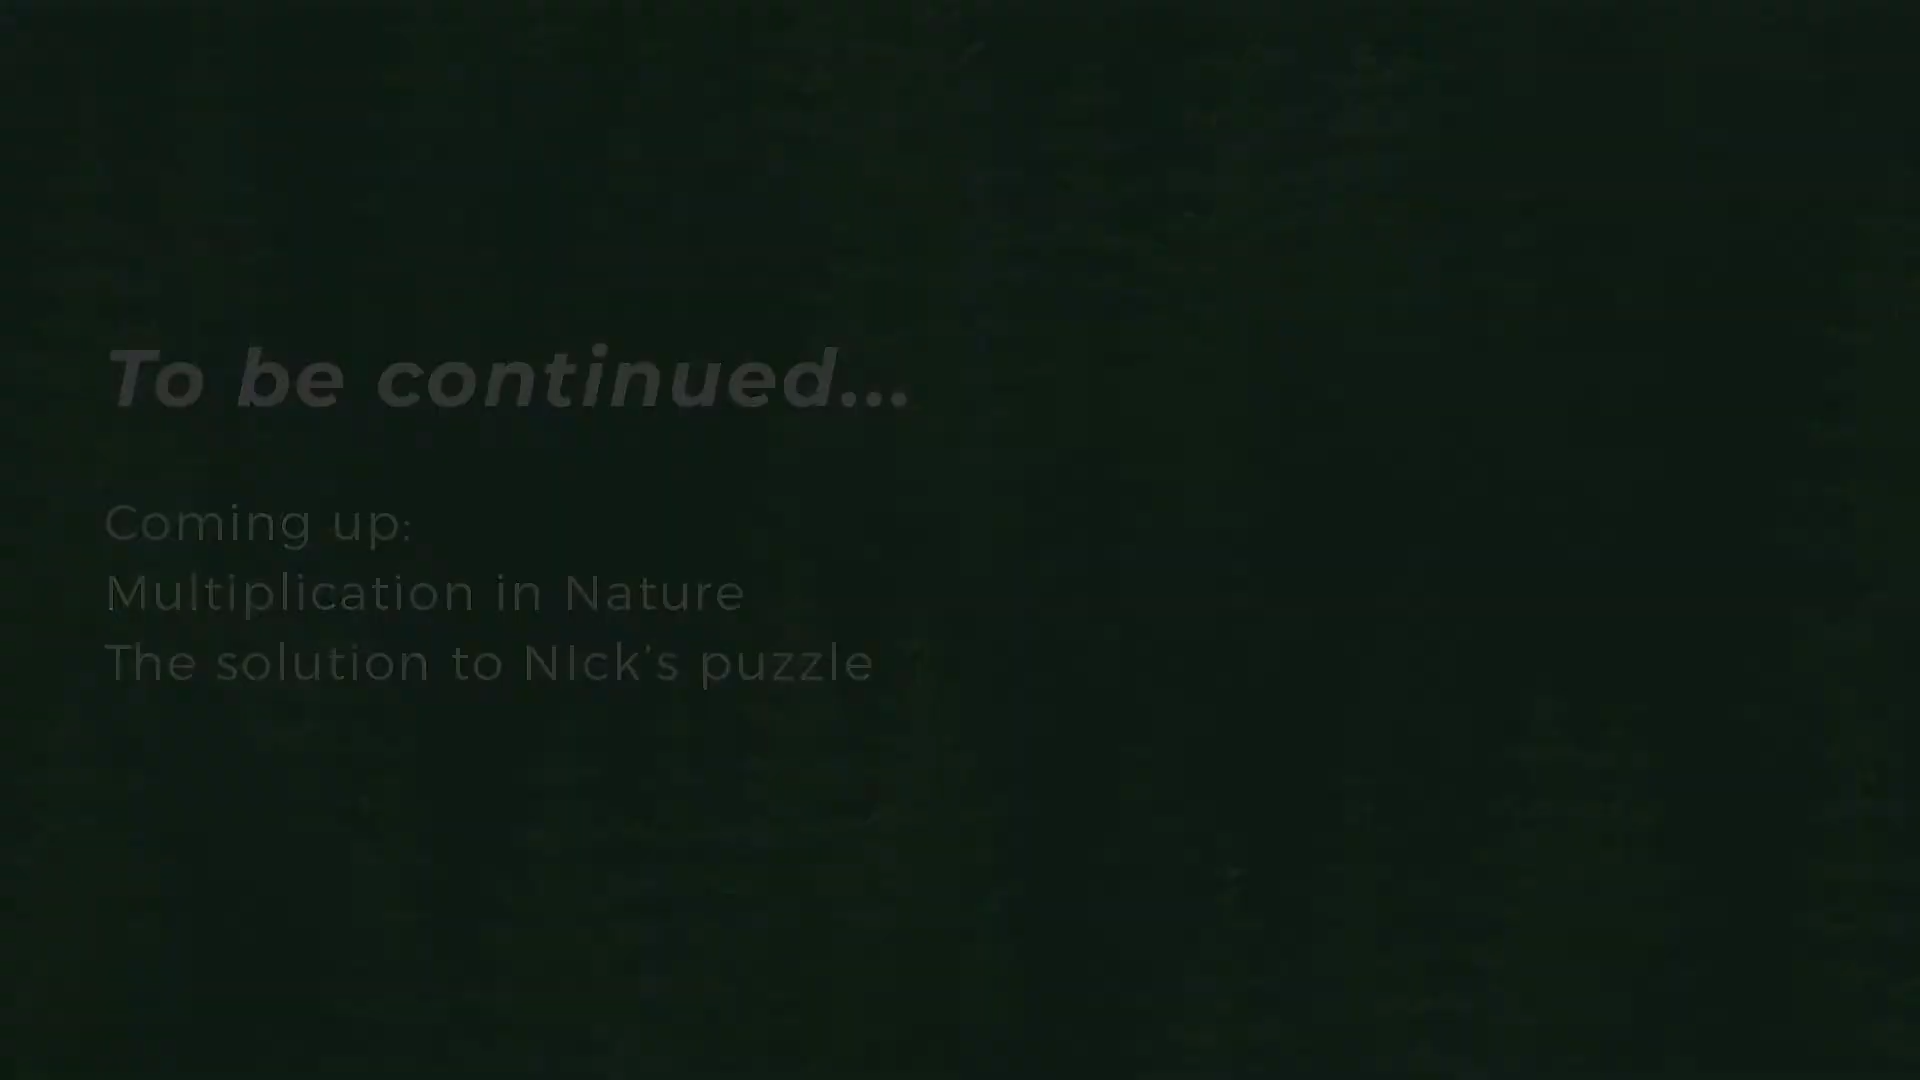 To be continued...
Coming up:
Multiplication in Nature
The solution to NIck's puzzle